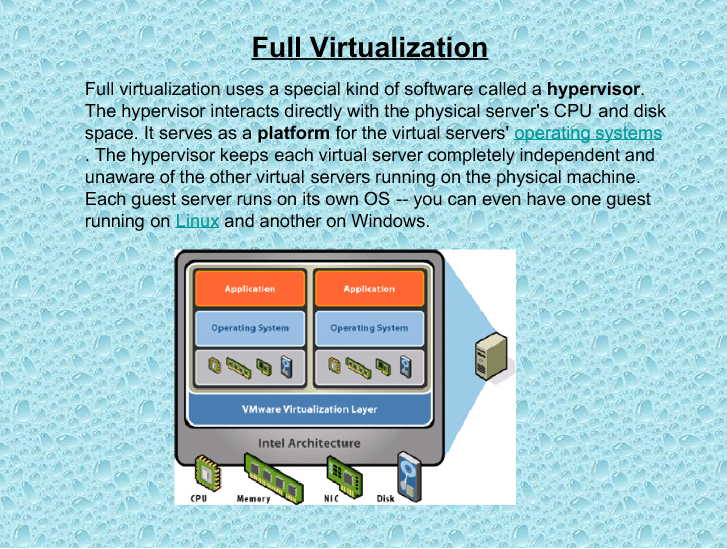 Full Virtualization
Full virtualization uses a special kind of software called a hypervisor.
The hypervisor interacts directly with the physical server's CPU and disk
space. It serves as a platform for the virtual servers' operating systems
. The hypervisor keeps each virtual server completely independent and
unaware of the other virtual servers running on the physical machine.
Each guest server runs on its own OS -- you can even have one guest
running on Linux and another on Windows.
Application Application
Operating System Operating System
VMware Virtualization Layer
Intel Architecture
CPU Memory NIC Disk